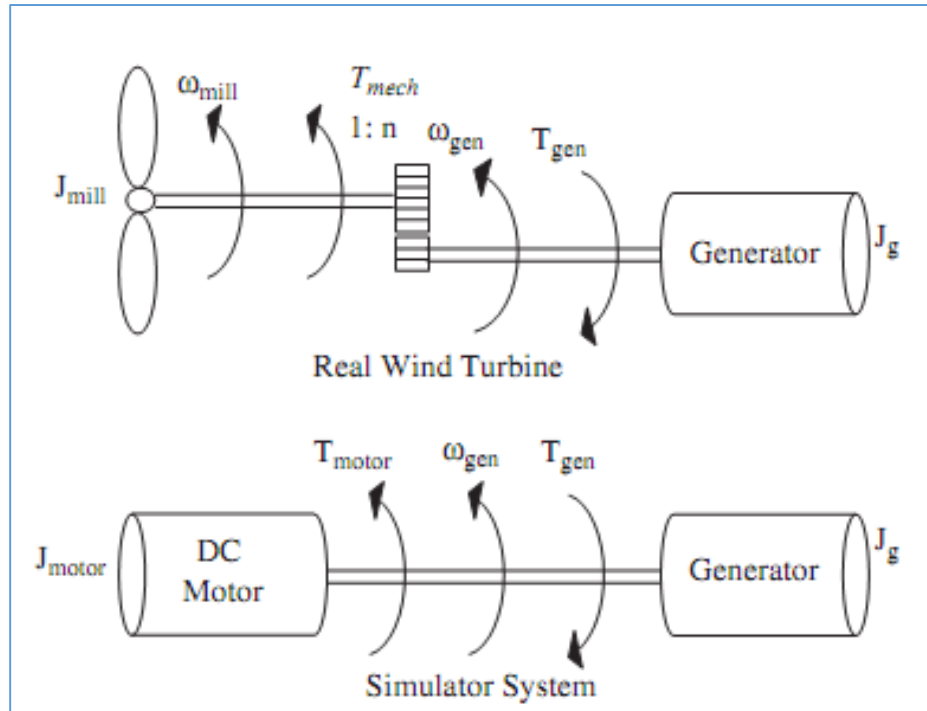 ω_mill
T_mech
1: n
ω_gen
T_gen
J_mill
Generator
J_g
Real Wind Turbine
T_motor
ω_gen
T_gen
J_motor
DC
Motor
Generator
J_g
Simulator System